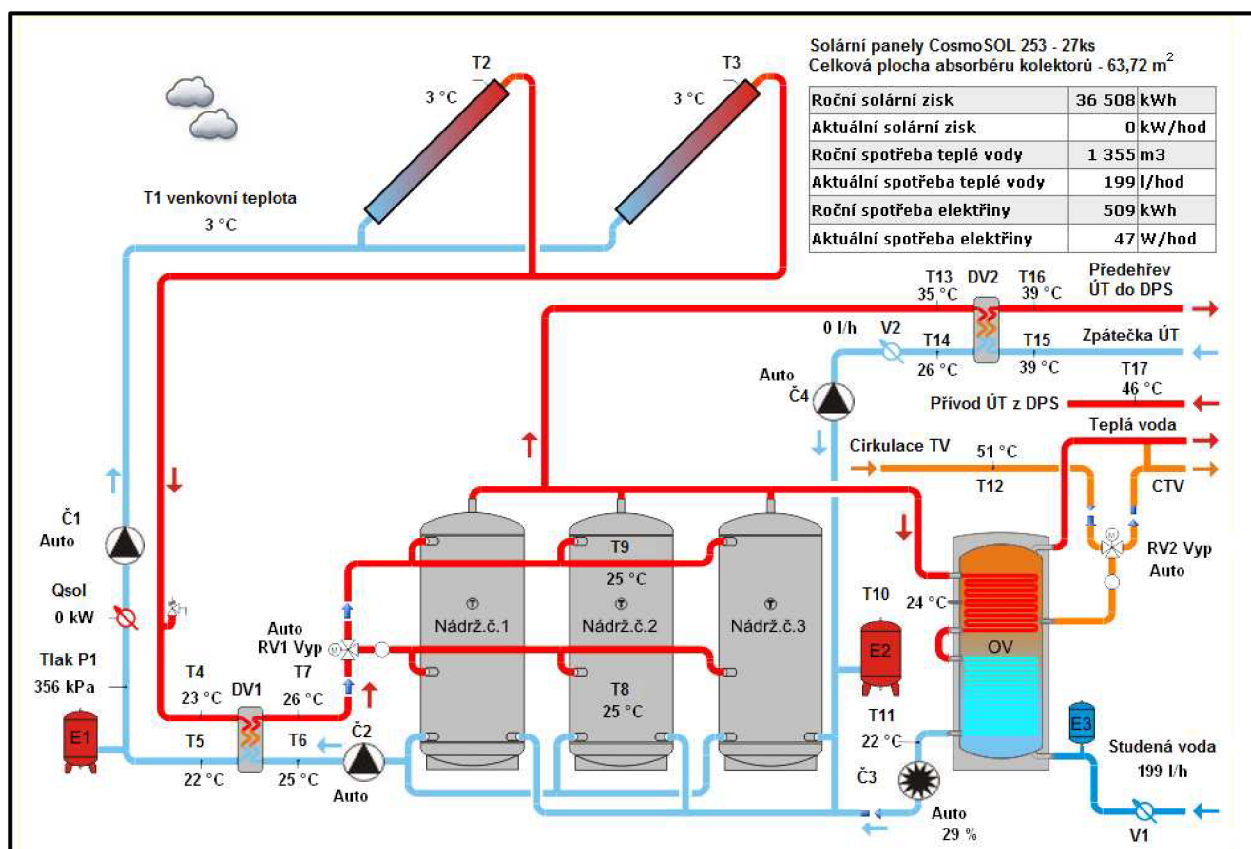 Solární panely CosmoSOL 253 - 27ks
Celková plocha absorbéru kolektorů - 63,72 m²
Roční solární zisk 36 508 kWh
Aktuální solární zisk 0 kW/hod
Roční spotřeba teplé vody 1 355 m3
Aktuální spotřeba teplé vody 199 l/hod
Roční spotřeba elektřiny 509 kWh
Aktuální spotřeba elektřiny 47 W/hod
T2
3 °C
T3
3 °C
T1 venkovní teplota
3 °C
T13
35 °C
DV2
T16
39 °C
Předehřev
ÚT do DPS
0 l/h
V2
T14
26 °C
T15
39 °C
Zpátečka ÚT
T17
46 °C
Přívod ÚT z DPS
Auto
Č4
Teplá voda
Cirkulace TV
51 °C
T12
CTV
Č1
Auto
RV2 Vyp
Auto
M
Qsol
0 kW
T9
25 °C
T10
24 °C
T
T
T
Nádrž.č.1
Nádrž.č.2
Nádrž.č.3
Auto
RV1 Vyp
M
E2
OV
Tlak P1
356 kPa
T4
23 °C
DV1
T7
26 °C
T8
25 °C
T11
22 °C
E1
T5
22 °C
T6
25 °C
Č2
Auto
E3
Studená voda
199 l/h
Č3
Auto
29 %
V1